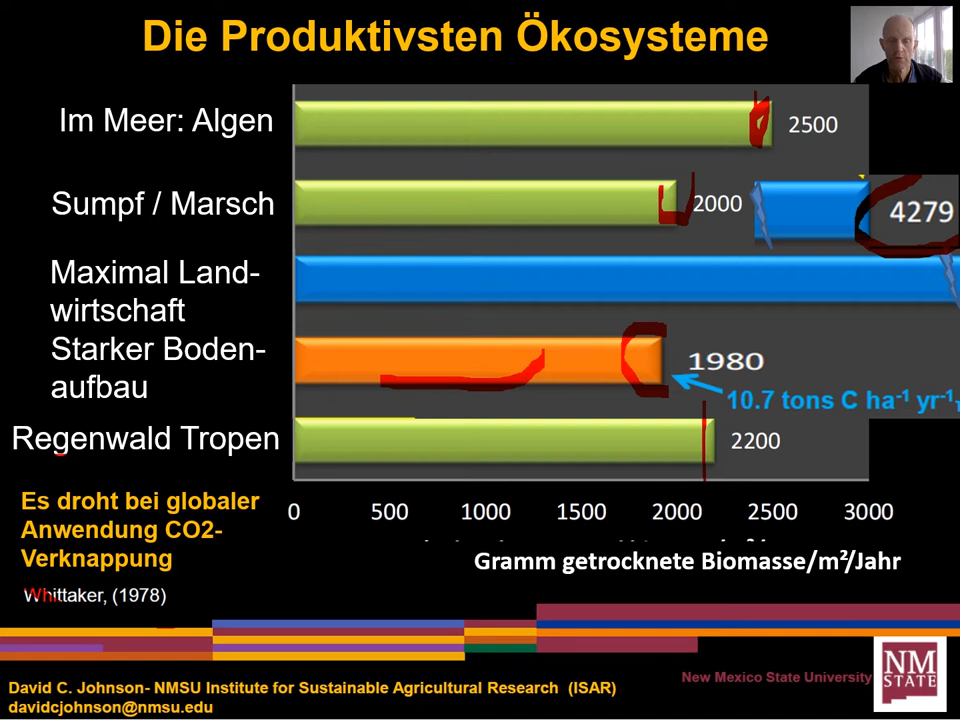 Die Produktivsten Ökosysteme
Im Meer: Algen
2500
Sumpf / Marsch
2000
4279
Maximal Land-
wirtschaft
Starker Boden-
aufbau
1980
10.7 tons C ha⁻¹ yr⁻¹
Regenwald Tropen
2200
0 500 1000 1500 2000 2500 3000
Gramm getrocknete Biomasse/m²/Jahr
Es droht bei globaler
Anwendung CO2-
Verknappung
Whittaker, (1978)
New Mexico State University
NM
STATE
David C. Johnson- NMSU Institute for Sustainable Agricultural Research (ISAR)
davidcjohnson@nmsu.edu